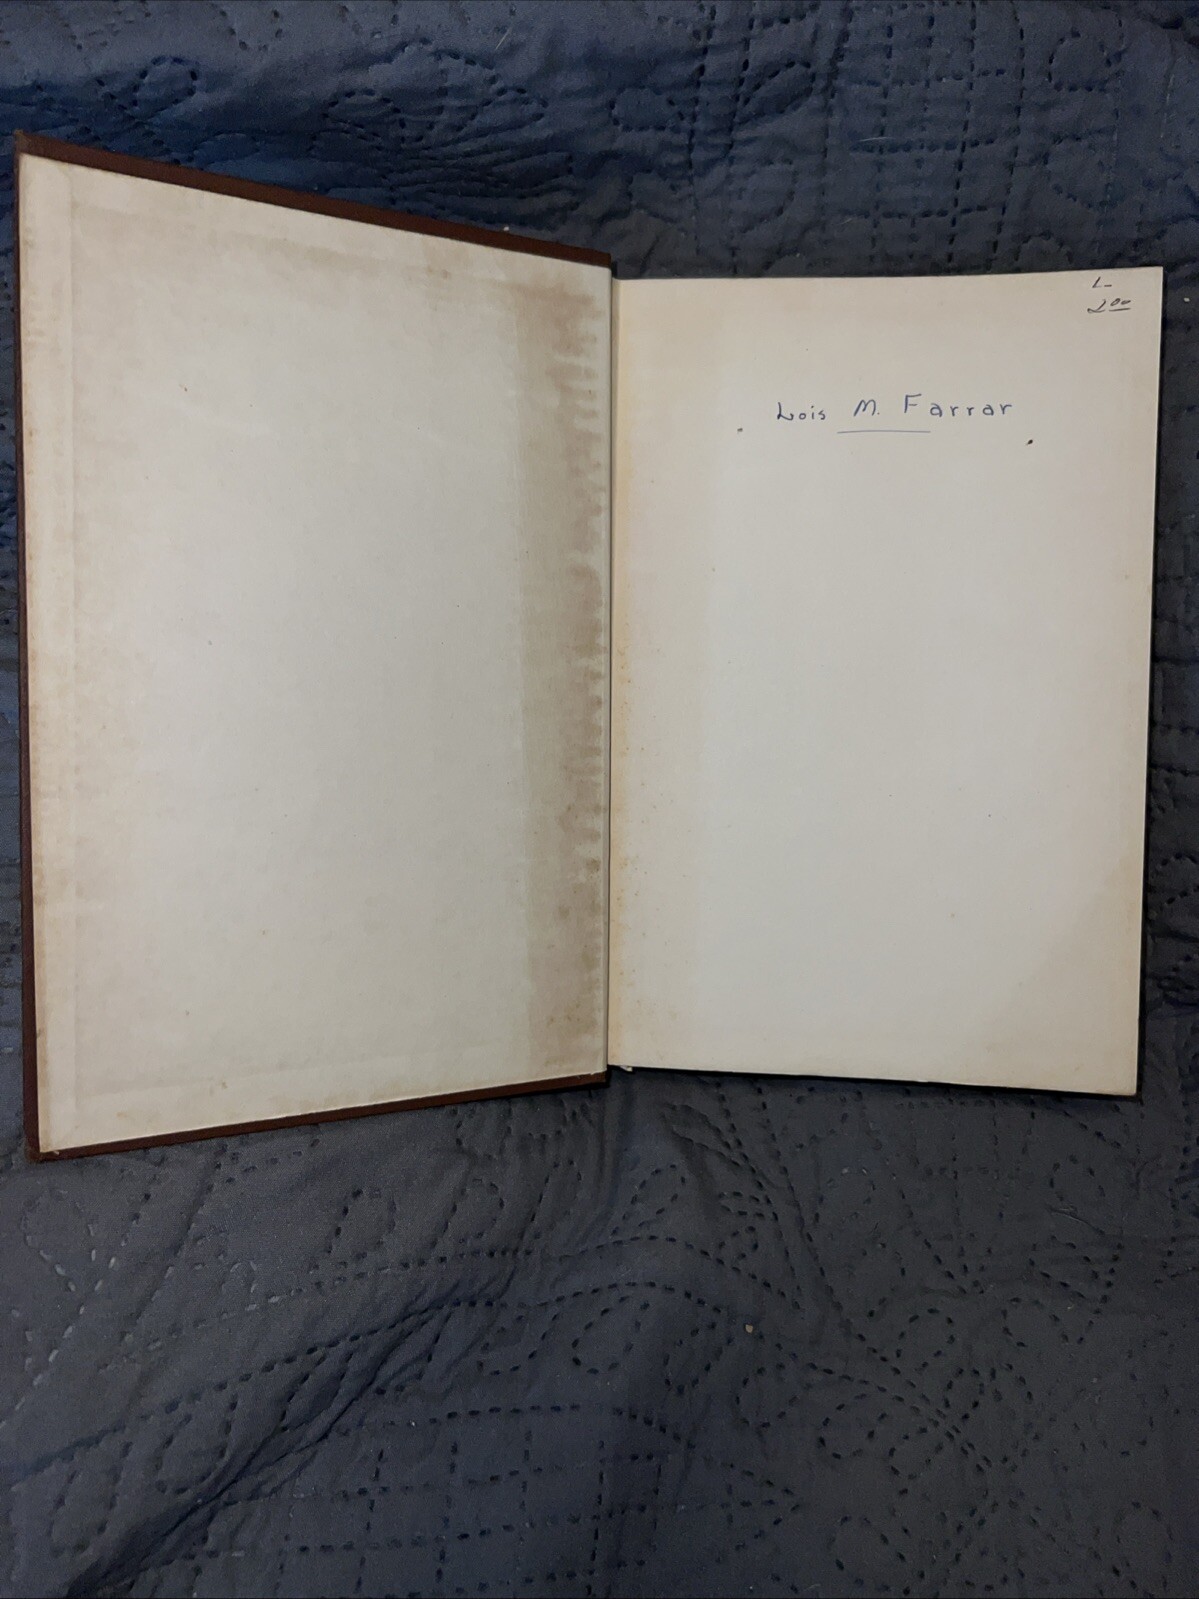 L-
2.00
Lois M. Farrar